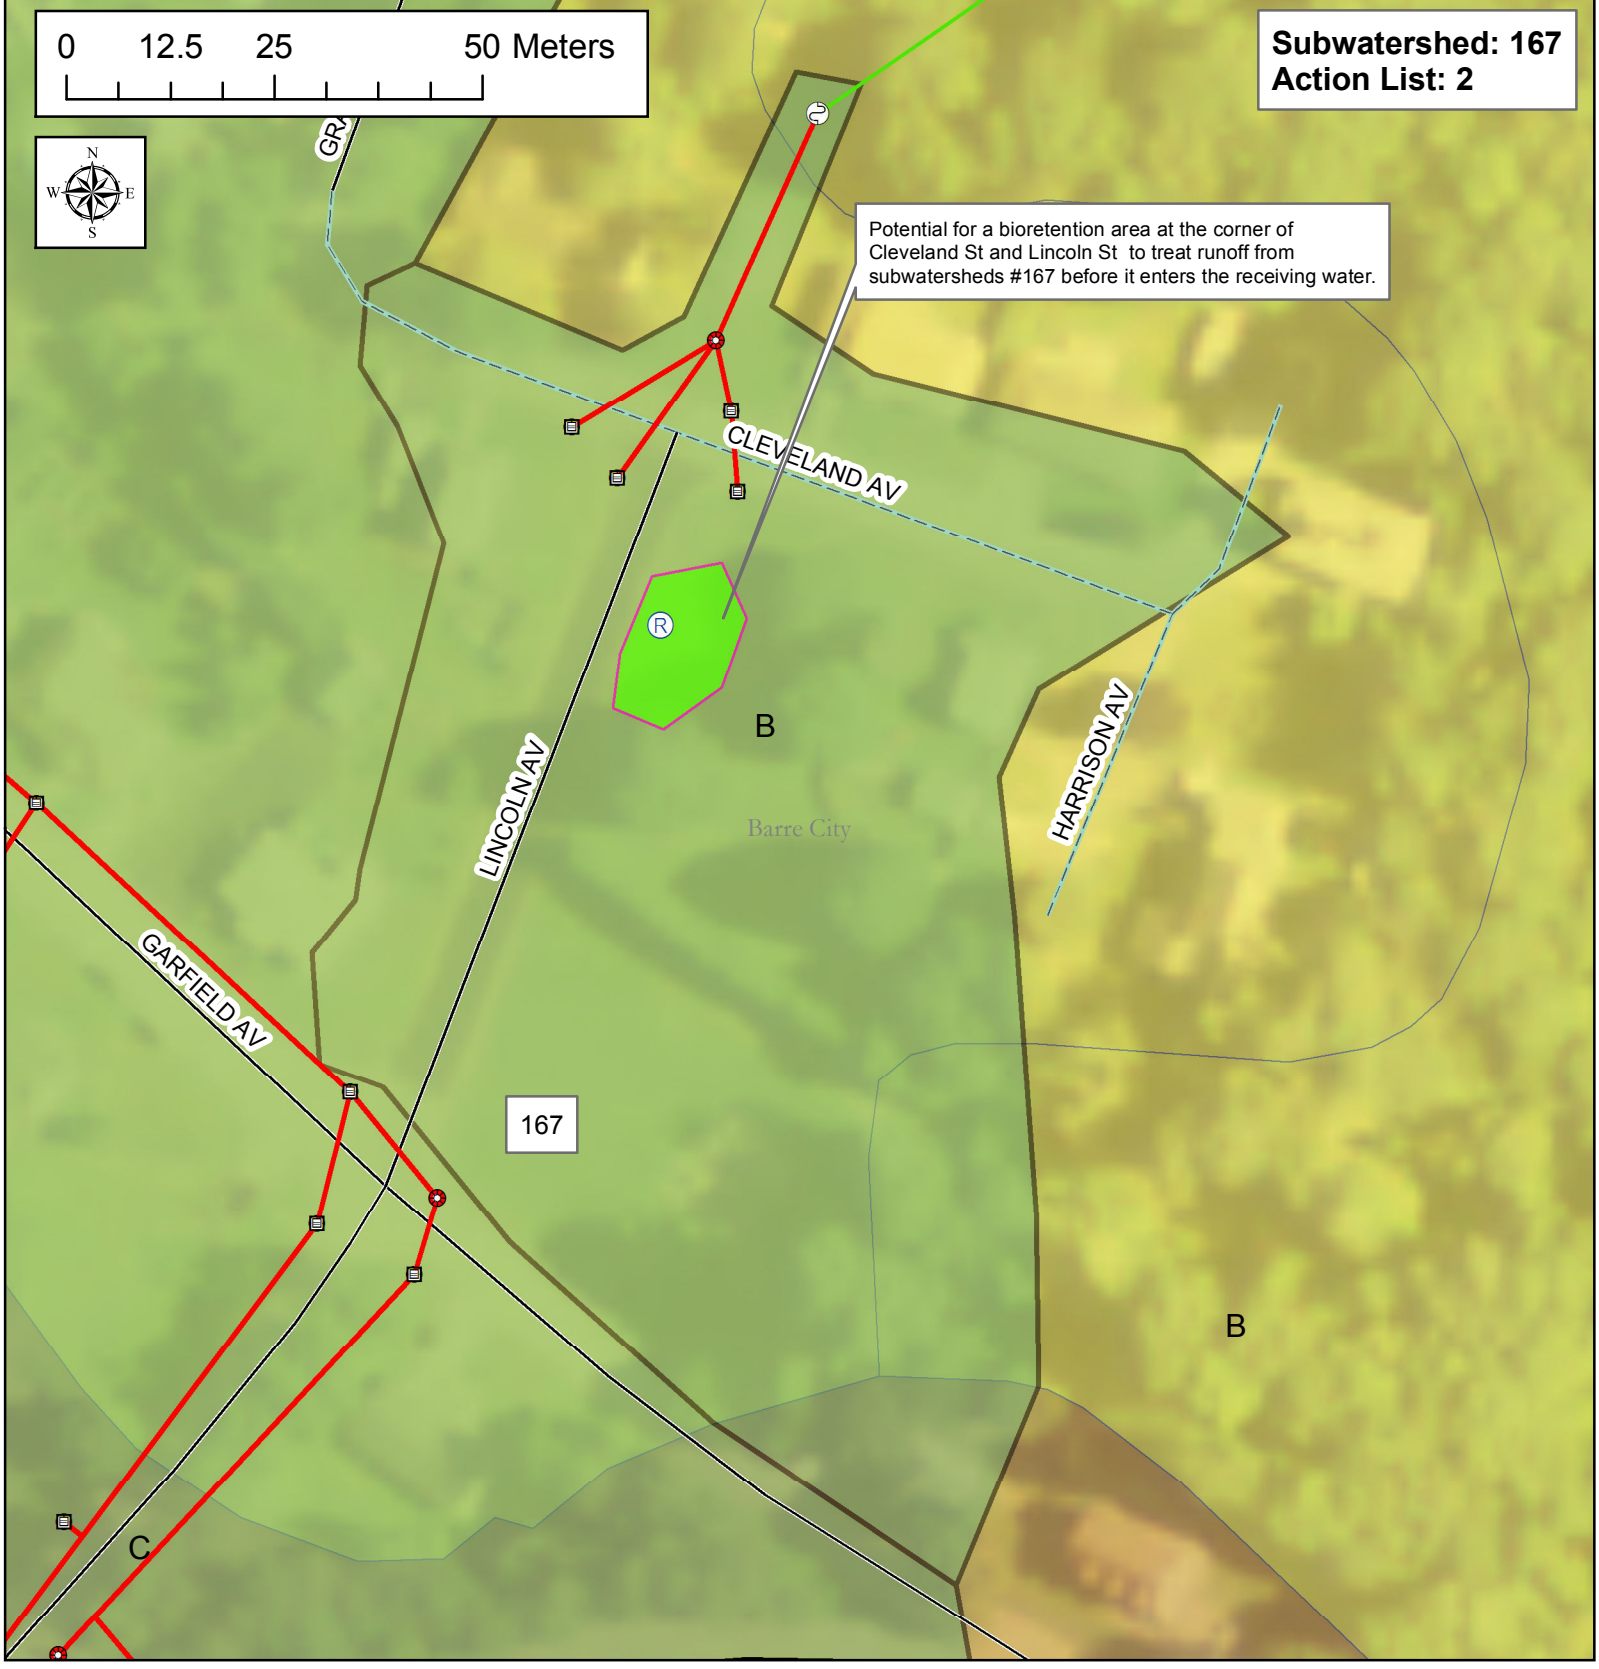 0 12.5 25 50 Meters
Subwatershed: 167
Action List: 2
GRA
N
W E
S
Potential for a bioretention area at the corner of
Cleveland St and Lincoln St to treat runoff from
subwatersheds #167 before it enters the receiving water.
CLEVELAND AV
R
HARRISON AV
B
LINCOLN AV
Barre City
GARFIELD AV
167
B
C